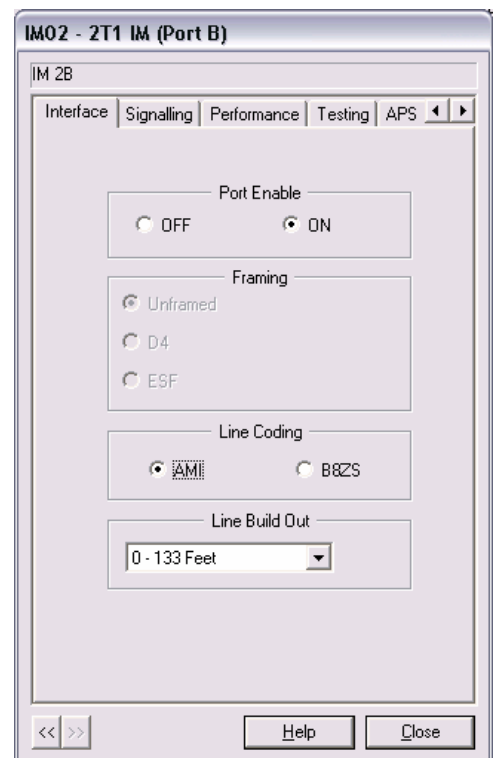 IM02 - 2T1 IM (Port B)
IM 2B
Interface Signalling Performance Testing APS
Port Enable
OFF ON
Framing
Unframed
D4
ESF
Line Coding
AMI B8ZS
Line Build Out
0 - 133 Feet
<< >> Help Close